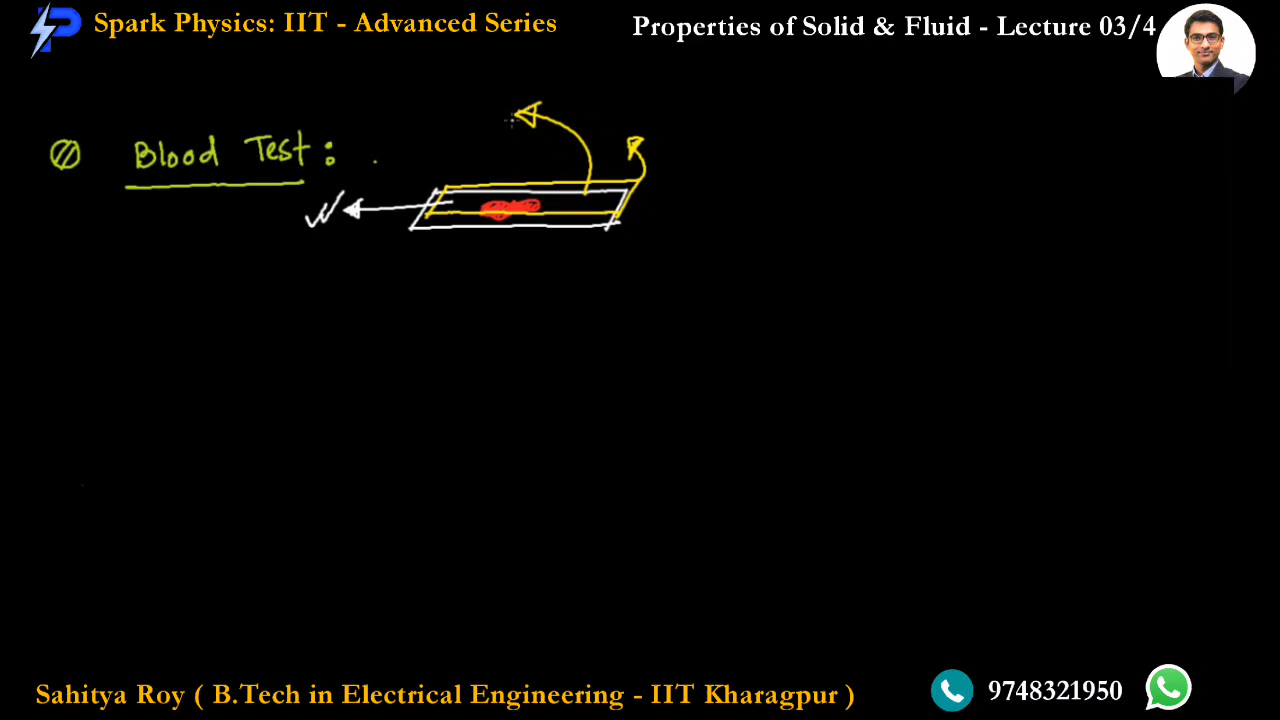 Spark Physics: IIT - Advanced Series
Properties of Solid & Fluid - Lecture 03/4
Blood Test:
Sahitya Roy ( B.Tech in Electrical Engineering - IIT Kharagpur )
9748321950